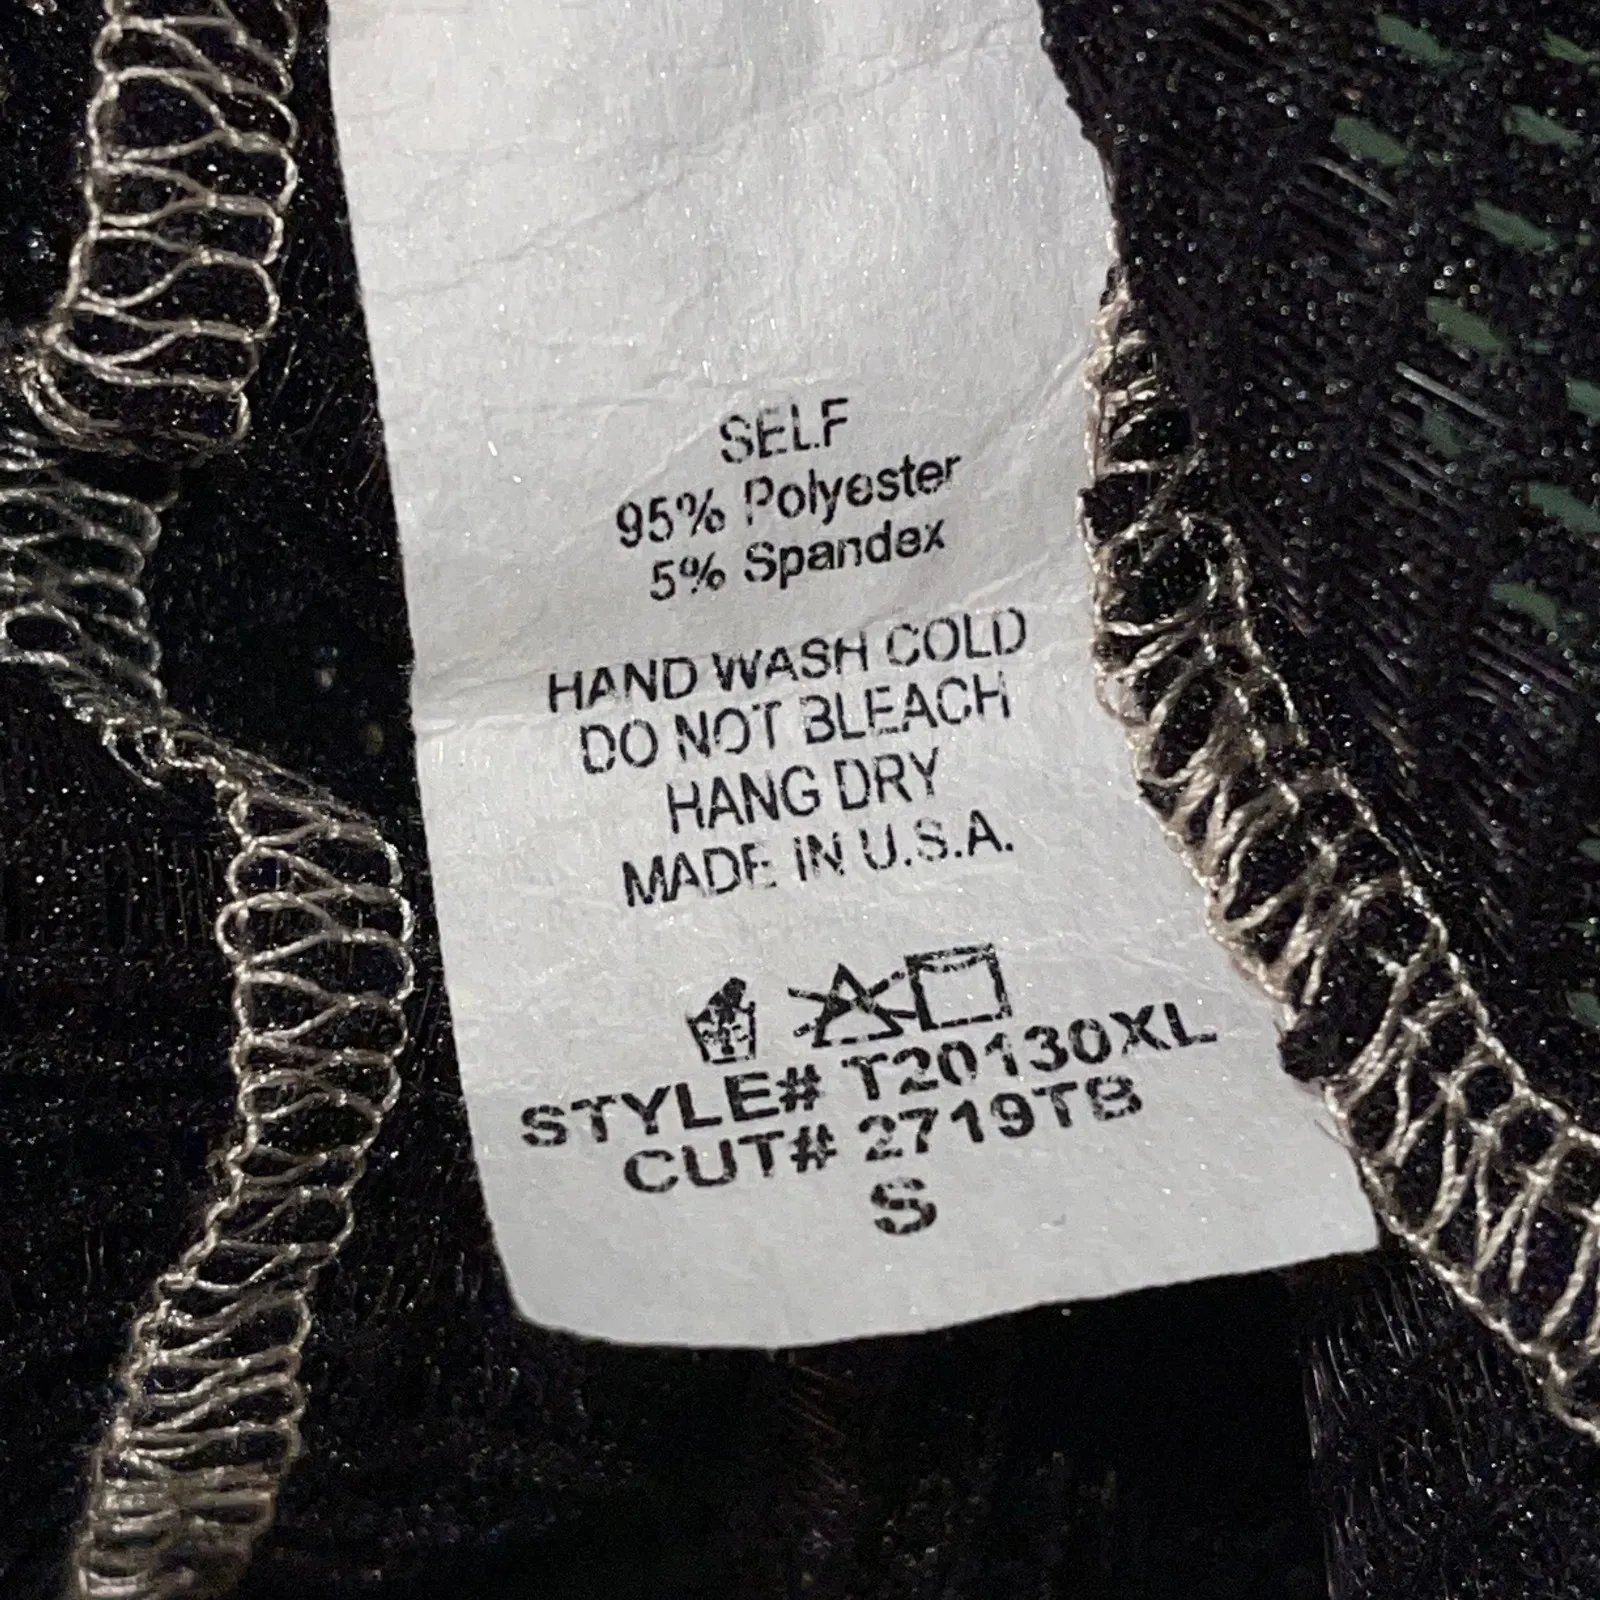 SELF
95% Polyester
5% Spandex
HAND WASH COLD
DO NOT BLEACH
HANG DRY
MADE IN U.S.A.
STYLE# T20130XL
CUT# 2719TB
S